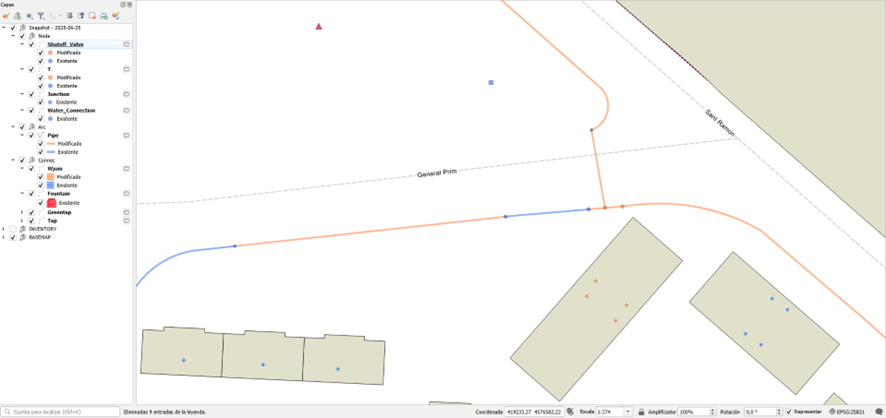 Capas
Snapshot - 2025-06-25
Node
Shutoff_Valve
Modificado
Existente
T
Modificado
Existente
Junction
Existente
Water_Connection
Existente
Arc
Pipe
Modificado
Existente
Connec
Wjoin
Modificado
Existente
Fountain
Existente
Greentap
Tap
INVENTORY
BASEMAP
General Prim
Sant Ramon
Escriba para localizar (Ctrl+K)
Eliminadas 9 entradas de la leyenda.
Coordenada 419233,37 4576582,22
Escala 1:374
Amplificador 100%
Rotación 0,0 °
Representar
EPSG:25831